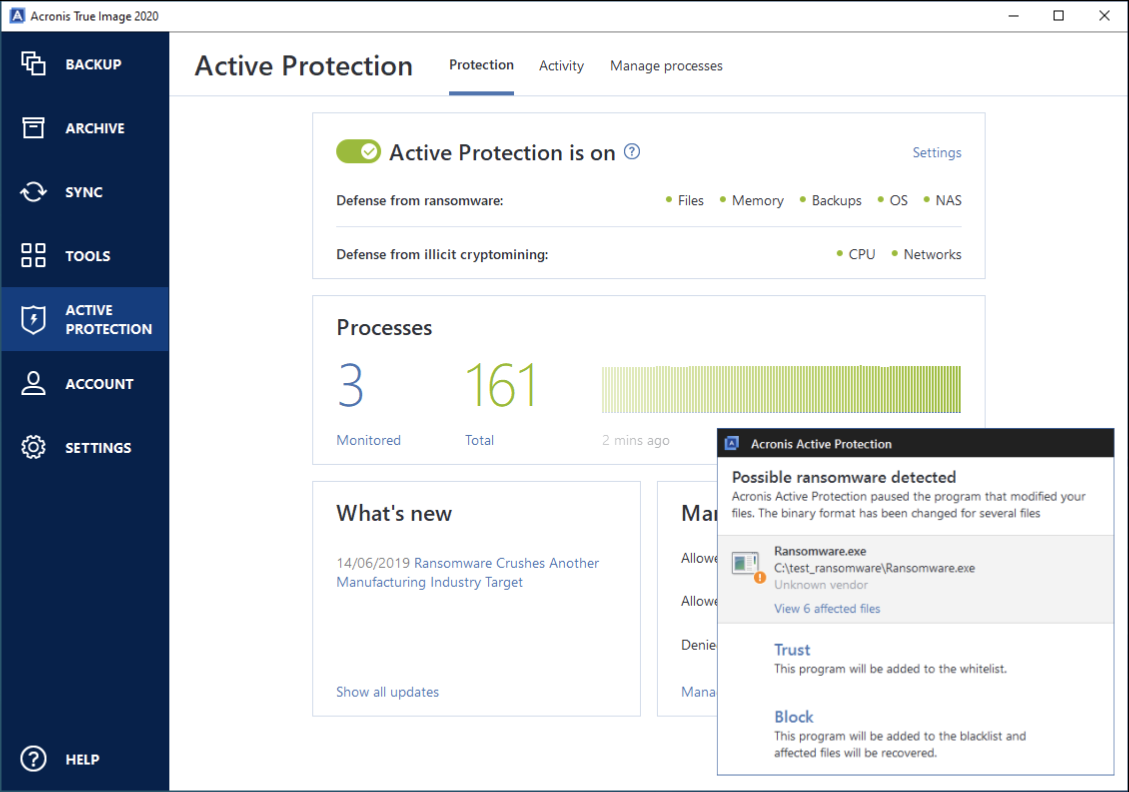 Acronis True Image 2020
BACKUP
ARCHIVE
SYNC
TOOLS
ACTIVE
PROTECTION
ACCOUNT
SETTINGS
HELP
Active Protection
Protection
Activity
Manage processes
Active Protection is on
Settings
Defense from ransomware:
Files
Memory
Backups
OS
NAS
Defense from illicit cryptomining:
CPU
Networks
Processes
3
161
Monitored
Total
2 mins ago
What's new
14/06/2019 Ransomware Crushes Another
Manufacturing Industry Target
Show all updates
Acronis Active Protection
Possible ransomware detected
Acronis Active Protection paused the program that modified your
files. The binary format has been changed for several files
Ransomware.exe
C:\test_ransomware\Ransomware.exe
Unknown vendor
View 6 affected files
Trust
This program will be added to the whitelist.
Block
This program will be added to the blacklist and
affected files will be recovered.